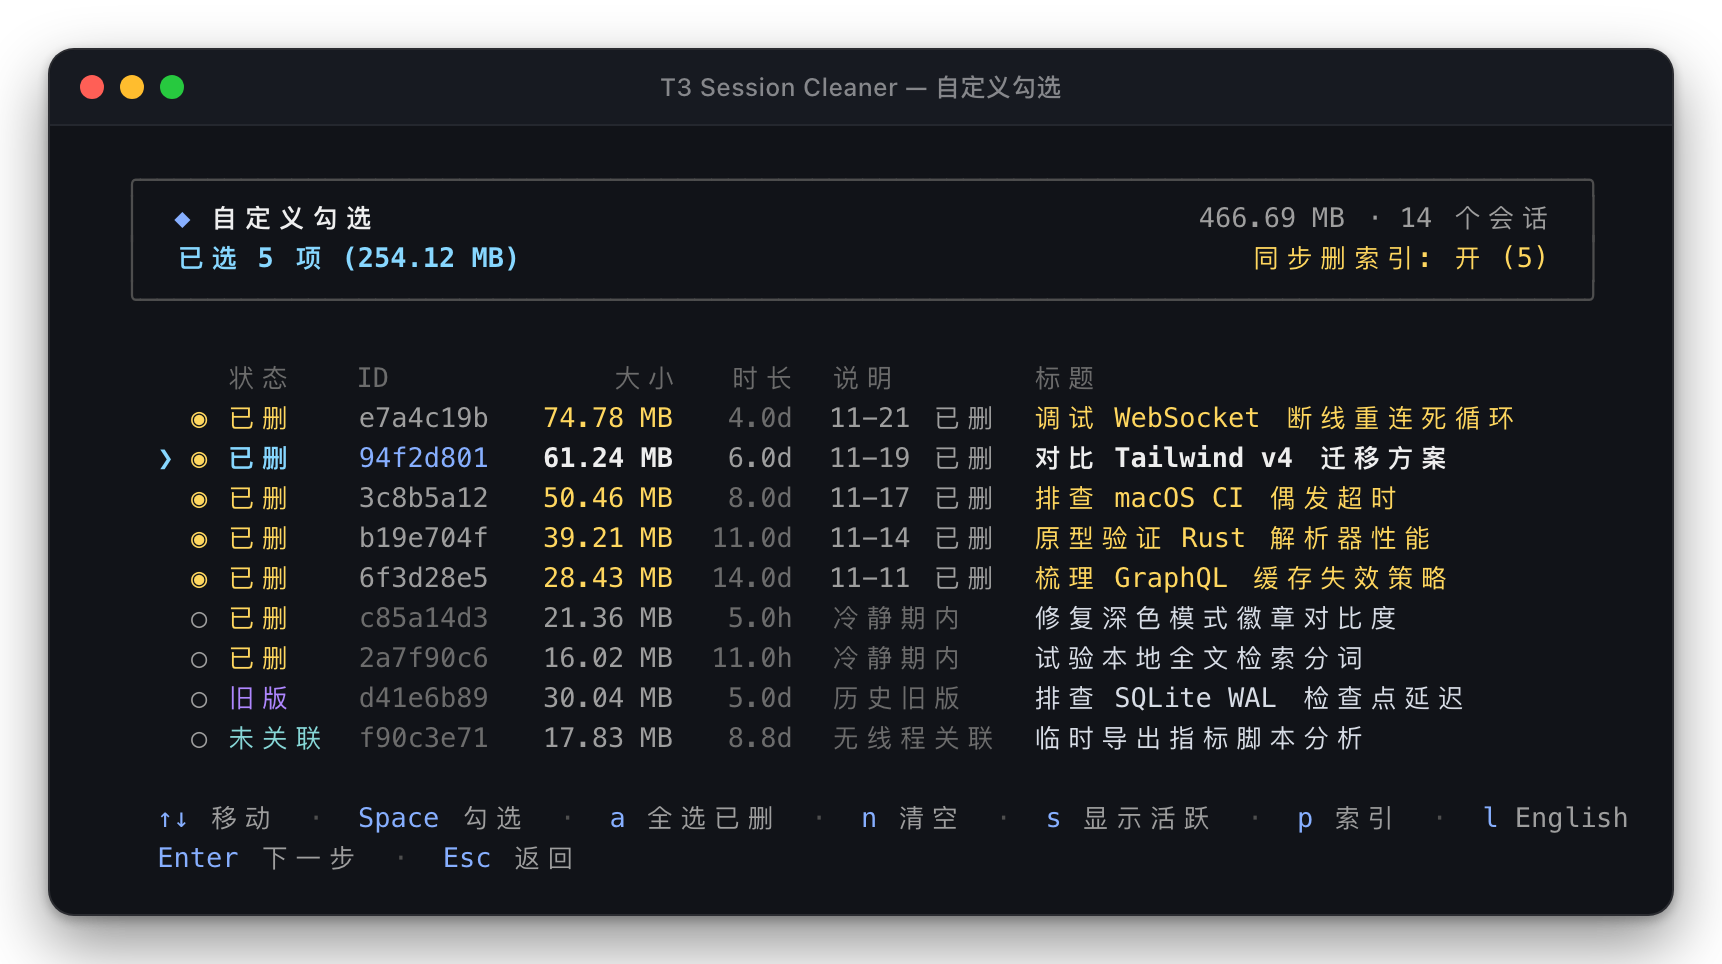 T3 Session Cleaner — 自定义勾选
◆ 自定义勾选 466.69 MB · 14 个会话
已选 5 项 (254.12 MB) 同步删索引: 开 (5)
状态 ID 大小 时长 说明 标题
◉ 已删 e7a4c19b 74.78 MB 4.0d 11-21 已删 调试 WebSocket 断线重连死循环
❯ ◉ 已删 94f2d801 61.24 MB 6.0d 11-19 已删 对比 Tailwind v4 迁移方案
◉ 已删 3c8b5a12 50.46 MB 8.0d 11-17 已删 排查 macOS CI 偶发超时
◉ 已删 b19e704f 39.21 MB 11.0d 11-14 已删 原型验证 Rust 解析器性能
◉ 已删 6f3d28e5 28.43 MB 14.0d 11-11 已删 梳理 GraphQL 缓存失效策略
○ 已删 c85a14d3 21.36 MB 5.0h 冷静期内 修复深色模式徽章对比度
○ 已删 2a7f90c6 16.02 MB 11.0h 冷静期内 试验本地全文检索分词
○ 旧版 d41e6b89 30.04 MB 5.0d 历史旧版 排查 SQLite WAL 检查点延迟
○ 未关联 f90c3e71 17.83 MB 8.8d 无线程关联 临时导出指标脚本分析
↑↓ 移动 · Space 勾选 · a 全选已删 · n 清空 · s 显示活跃 · p 索引 · l English
Enter 下一步 · Esc 返回